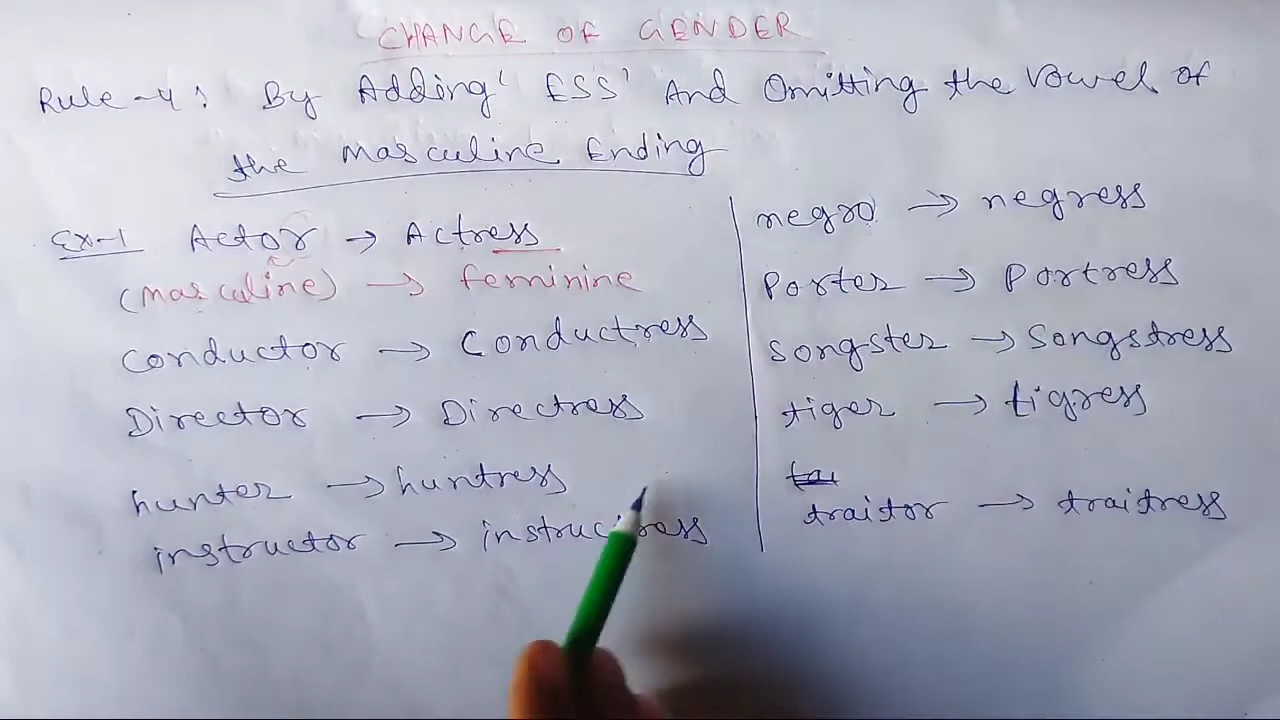 CHANGE OF GENDER
Rule-4: By Adding 'ESS' And Omitting the Vowel of
the Masculine Ending
Ex-1 Actor → Actress
(Masculine) → feminine
Conductor → Conductress
Director → Directress
hunter → huntress
instructor → instructress
negro → negress
Porter → Portress
Songster → Songstress
tiger → tigress
traitor → traitress